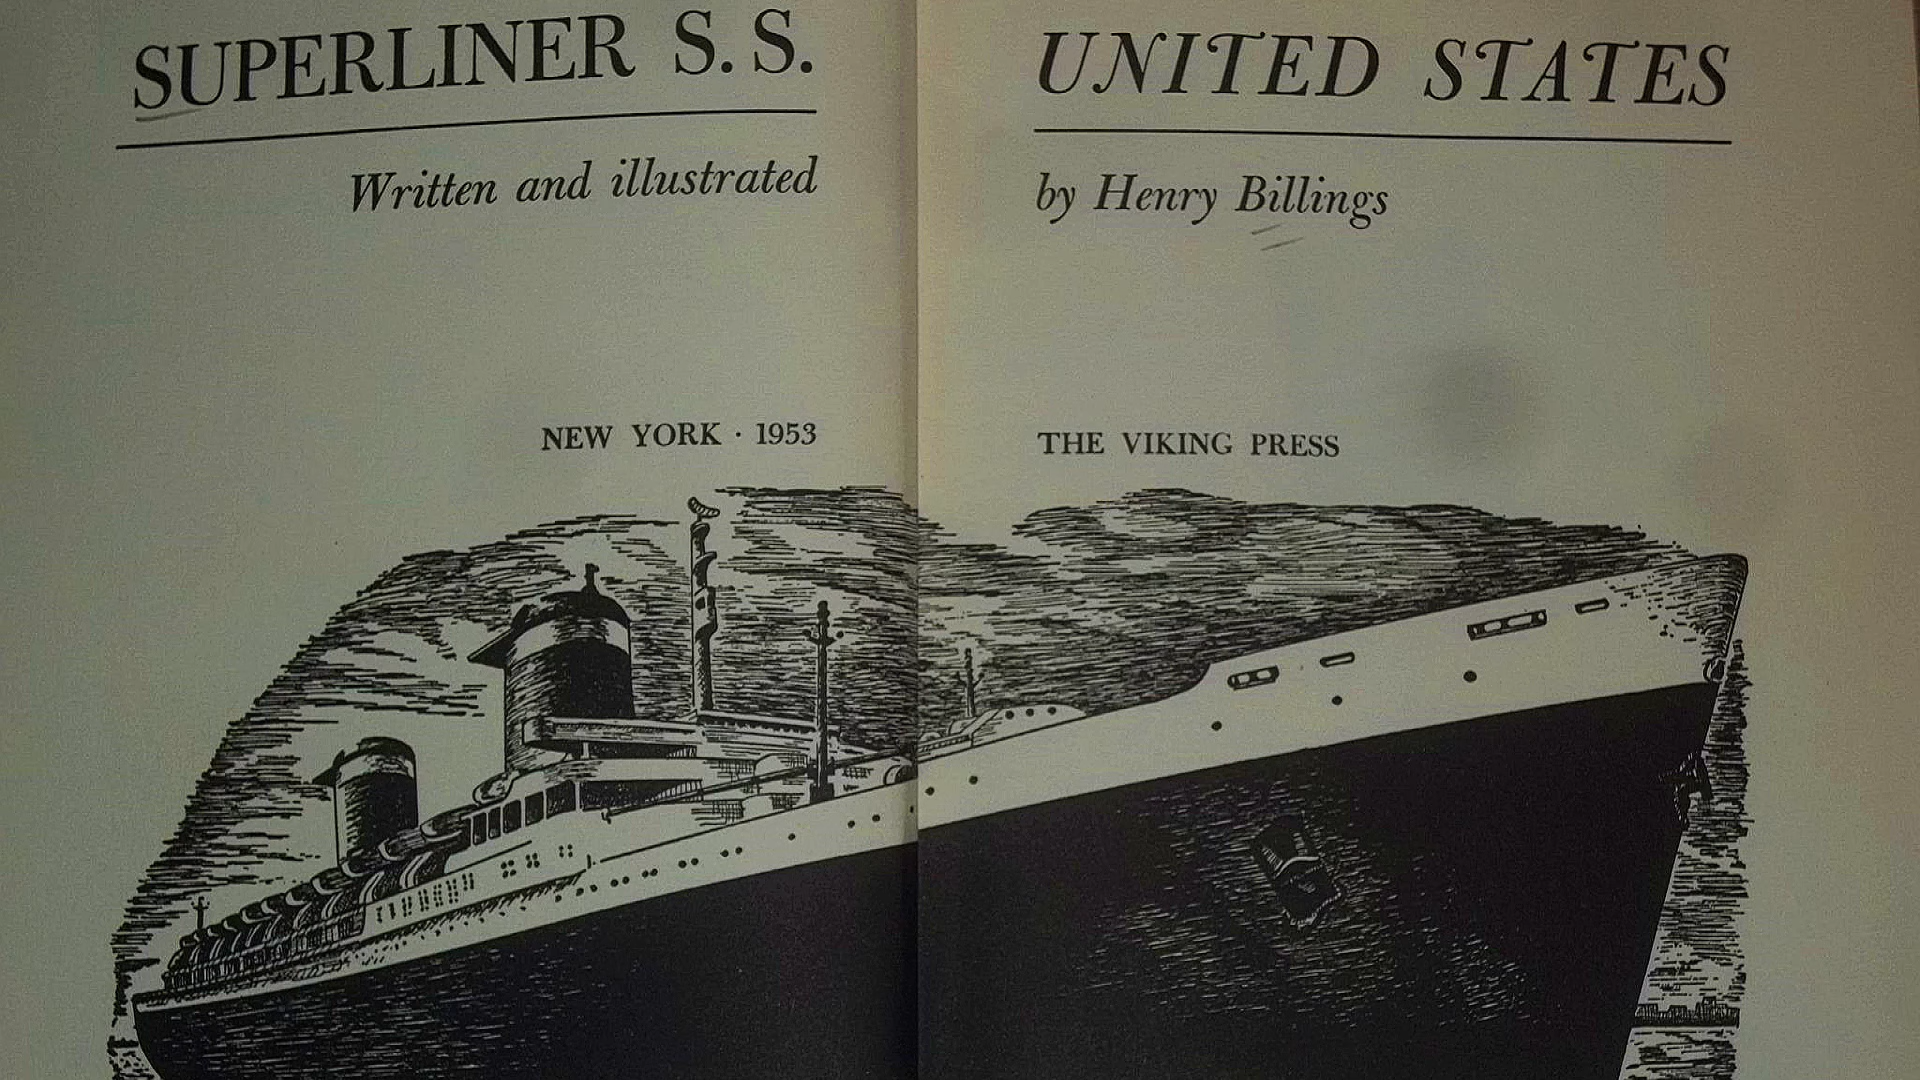 SUPERLINER S. S. UNITED STATES
Written and illustrated by Henry Billings
NEW YORK · 1953 THE VIKING PRESS